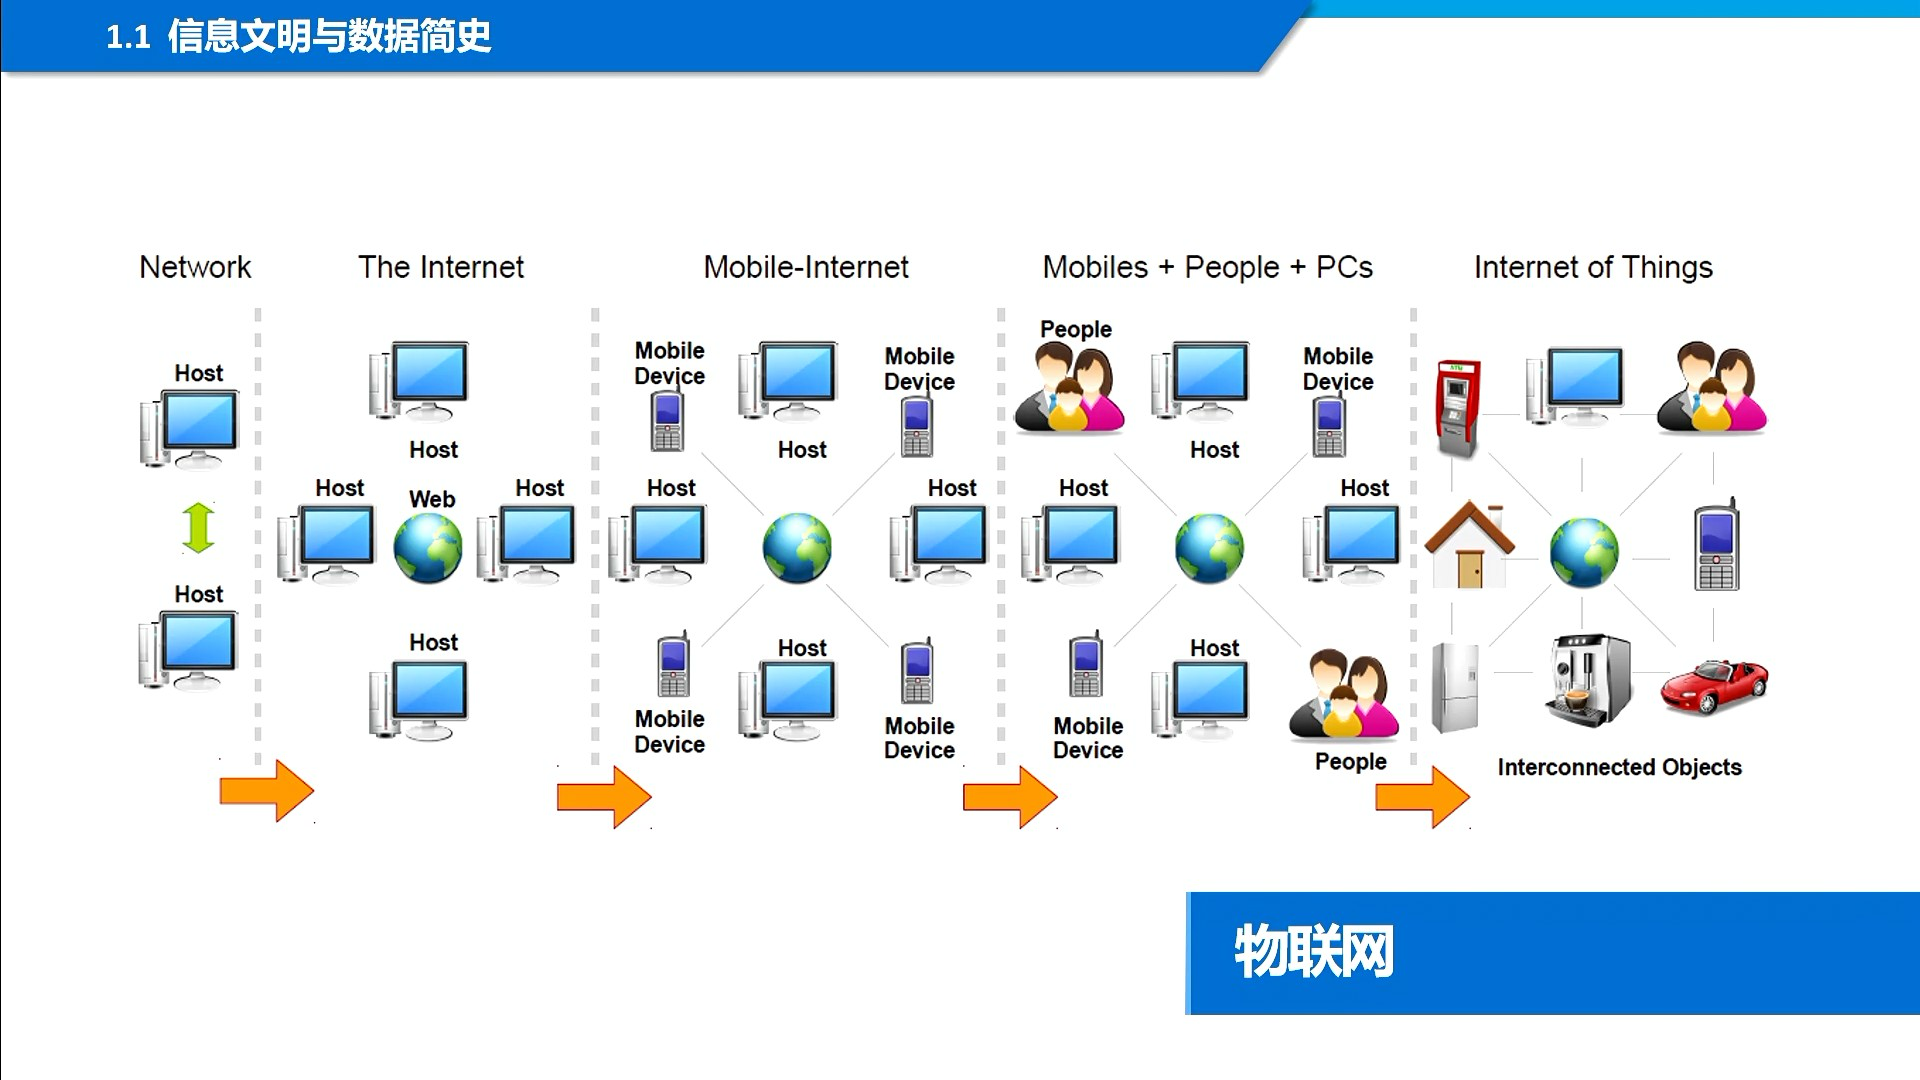 1.1 信息文明与数据简史
Network
The Internet
Mobile-Internet
Mobiles + People + PCs
Internet of Things
Host
Host
Host
Host
Web
Host
Host
Mobile
Device
Host
Mobile
Device
Host
Host
Mobile
Device
Host
Mobile
Device
People
Host
Mobile
Device
Host
Host
Mobile
Device
Host
People
ATM
Interconnected Objects
物联网